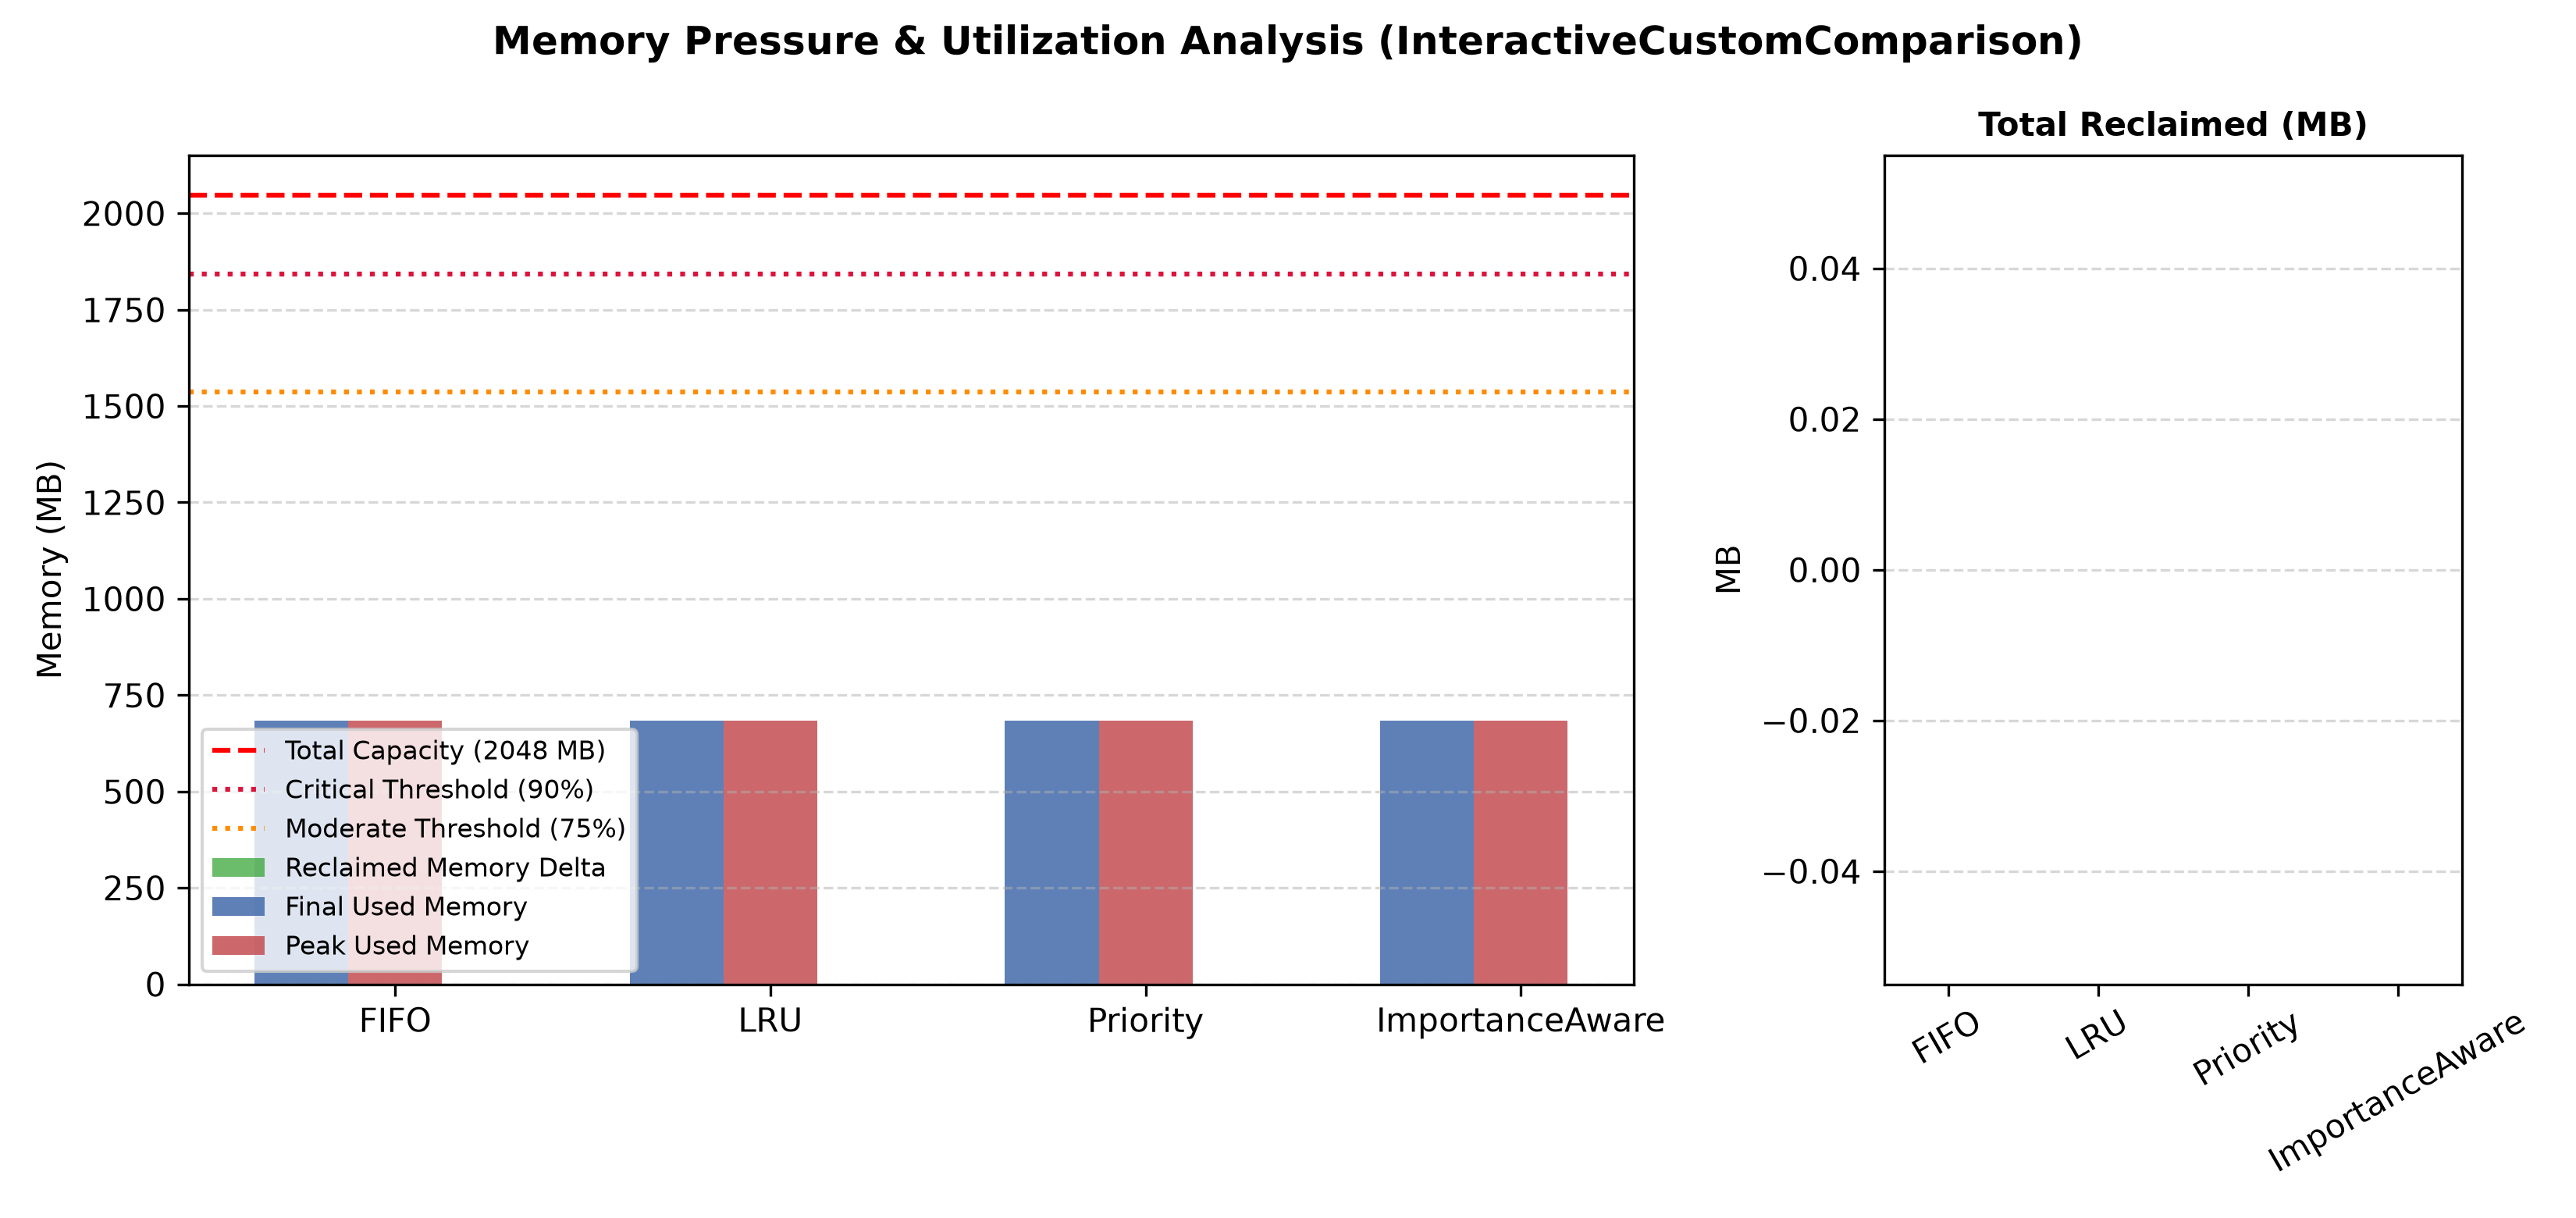 Memory Pressure & Utilization Analysis (InteractiveCustomComparison)
Memory (MB)
2000
1750
1500
1250
1000
750
500
250
0
Total Capacity (2048 MB)
Critical Threshold (90%)
Moderate Threshold (75%)
Reclaimed Memory Delta
Final Used Memory
Peak Used Memory
FIFO
LRU
Priority
ImportanceAware
Total Reclaimed (MB)
MB
0.04
0.02
0.00
−0.02
−0.04
FIFO
LRU
Priority
ImportanceAware